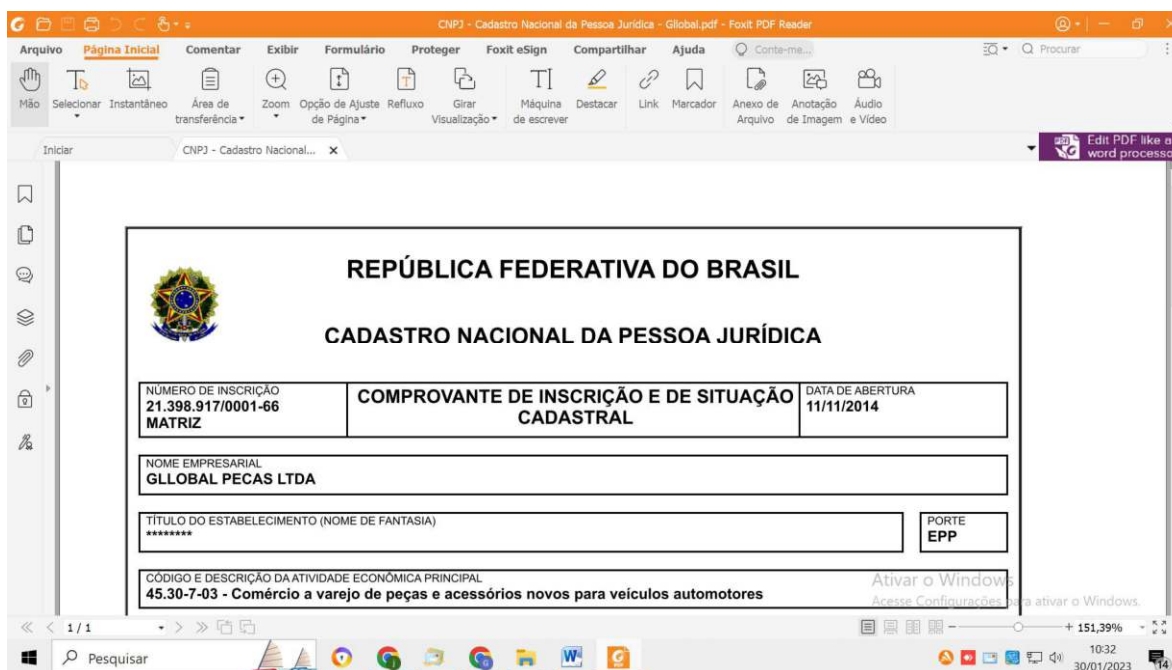 CNPJ - Cadastro Nacional da Pessoa Jurídica - Gllobal.pdf - Foxit PDF Reader
Arquivo Página Inicial Comentar Exibir Formulário Proteger Foxit eSign Compartilhar Ajuda Conte-me... Procurar
Mão Selecionar Instantâneo Área de transferência Zoom Opção de Ajuste de Página Refluxo Girar Visualização Máquina de escrever Destacar Link Marcador Anexo de Arquivo Anotação de Imagem Áudio e Vídeo
Iniciar CNPJ - Cadastro Nacional... Edit PDF like a
word processo
REPÚBLICA FEDERATIVA DO BRASIL
CADASTRO NACIONAL DA PESSOA JURÍDICA
NÚMERO DE INSCRIÇÃO
21.398.917/0001-66
MATRIZ
COMPROVANTE DE INSCRIÇÃO E DE SITUAÇÃO
CADASTRAL
DATA DE ABERTURA
11/11/2014
NOME EMPRESARIAL
GLLOBAL PECAS LTDA
TÍTULO DO ESTABELECIMENTO (NOME DE FANTASIA)
********
PORTE
EPP
CÓDIGO E DESCRIÇÃO DA ATIVIDADE ECONÔMICA PRINCIPAL
45.30-7-03 - Comércio a varejo de peças e acessórios novos para veículos automotores
Ativar o Windows
Acesse Configurações para ativar o Windows.
1 / 1 151,39%
Pesquisar 10:32
30/01/2023